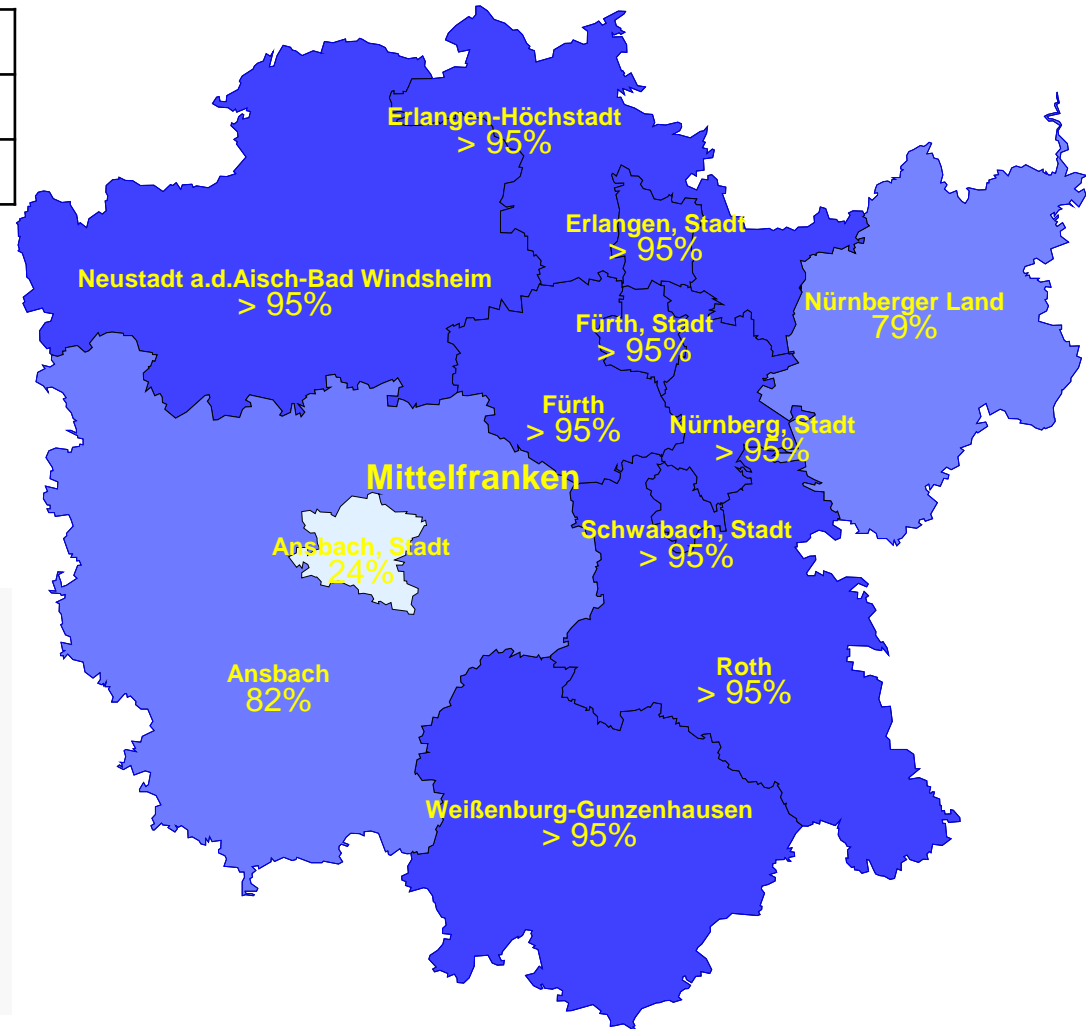 Erlangen-Höchstadt
> 95%
Erlangen, Stadt
> 95%
Neustadt a.d.Aisch-Bad Windsheim
> 95%
Nürnberger Land
79%
Fürth, Stadt
> 95%
Fürth
> 95%
Nürnberg, Stadt
> 95%
Mittelfranken
Schwabach, Stadt
> 95%
Ansbach, Stadt
24%
Ansbach
82%
Roth
> 95%
Weißenburg-Gunzenhausen
> 95%